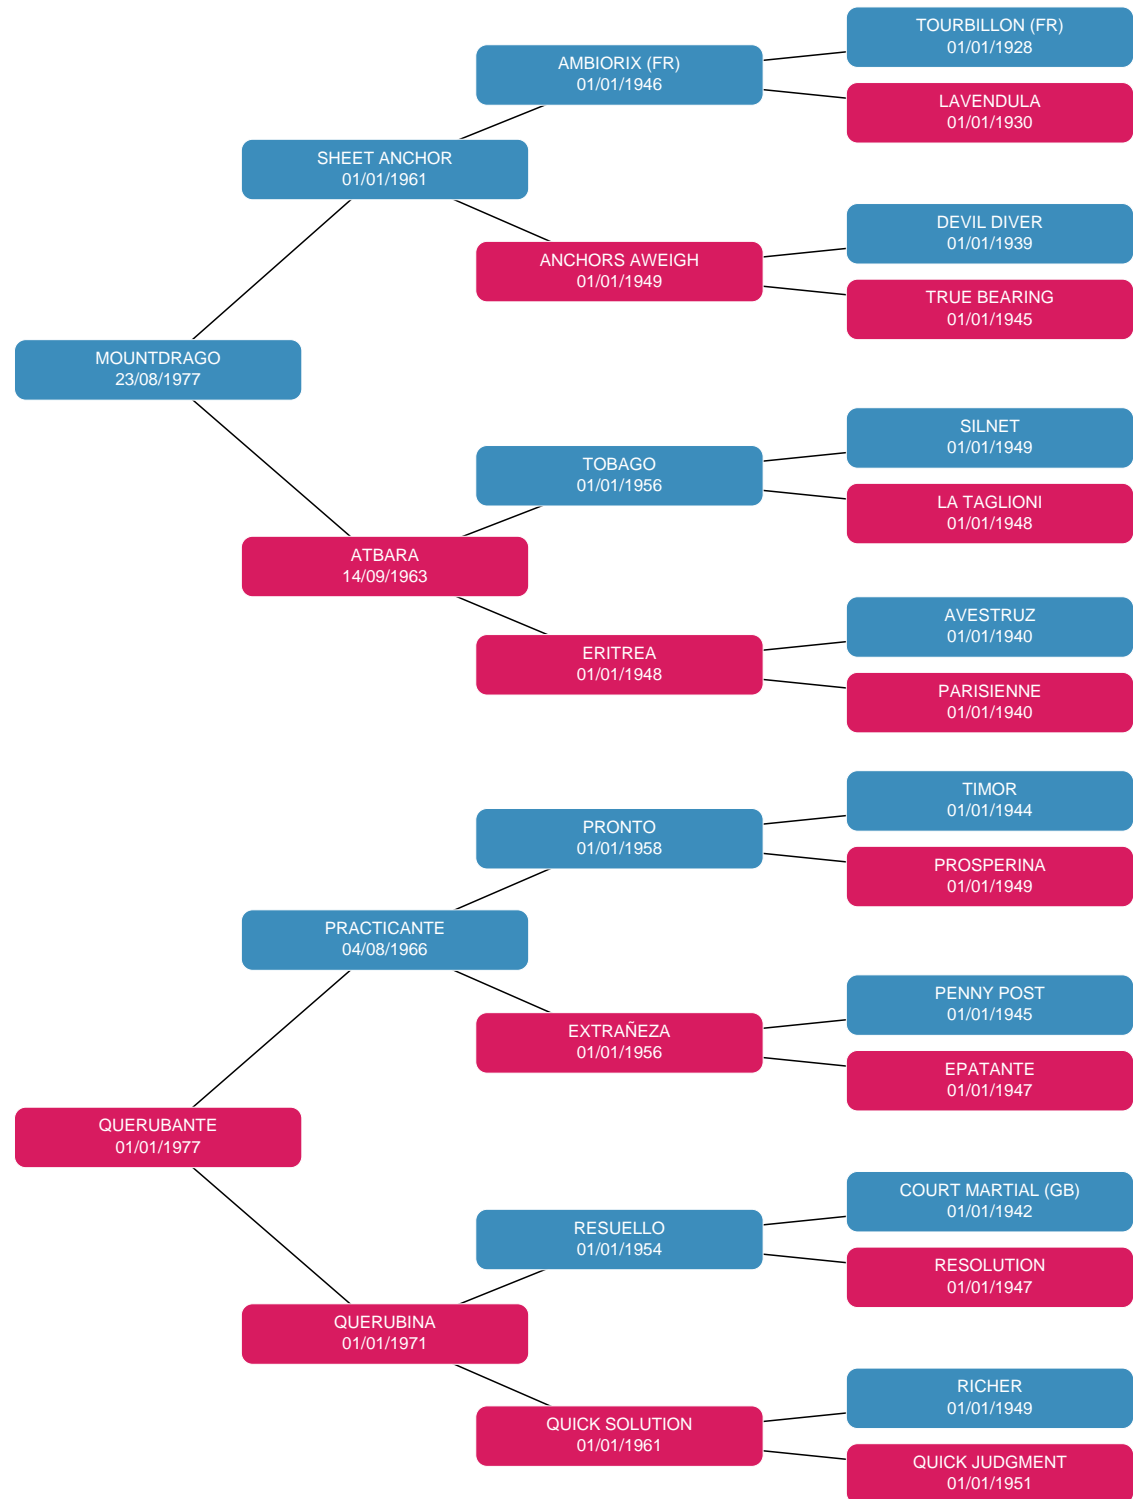 TOURBILLON (FR)
01/01/1928
AMBIORIX (FR)
01/01/1946
LAVENDULA
01/01/1930
SHEET ANCHOR
01/01/1961
DEVIL DIVER
01/01/1939
ANCHORS AWEIGH
01/01/1949
TRUE BEARING
01/01/1945
MOUNTDRAGO
23/08/1977
SILNET
01/01/1949
TOBAGO
01/01/1956
LA TAGLIONI
01/01/1948
ATBARA
14/09/1963
AVESTRUZ
01/01/1940
ERITREA
01/01/1948
PARISIENNE
01/01/1940
TIMOR
01/01/1944
PRONTO
01/01/1958
PROSPERINA
01/01/1949
PRACTICANTE
04/08/1966
PENNY POST
01/01/1945
EXTRAÑEZA
01/01/1956
EPATANTE
01/01/1947
QUERUBANTE
01/01/1977
COURT MARTIAL (GB)
01/01/1942
RESUELLO
01/01/1954
RESOLUTION
01/01/1947
QUERUBINA
01/01/1971
RICHER
01/01/1949
QUICK SOLUTION
01/01/1961
QUICK JUDGMENT
01/01/1951